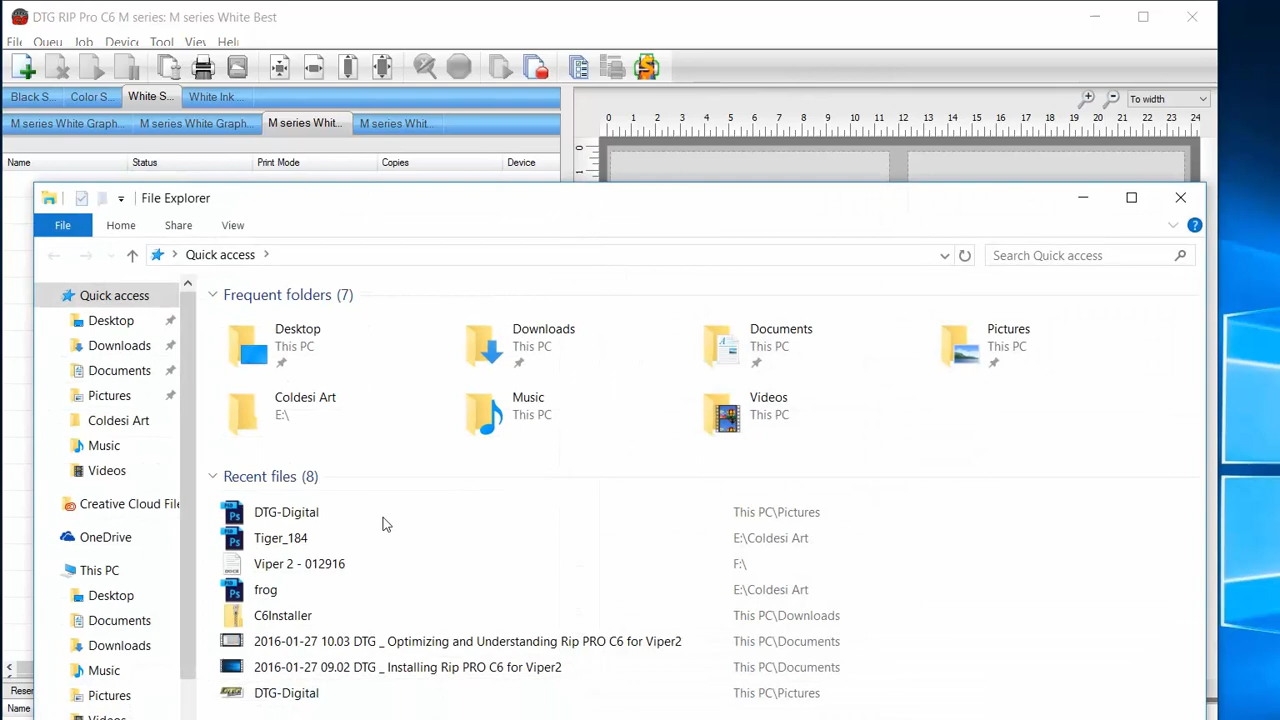 DTG RIP Pro C6 M series: M series White Best
Fil Queu Job Device Tool View Hel
Black S... Color S... White S... White Ink ...
M series White Graph... M series White Graph... M series Whit... M series Whit...
To width
0 1 2 3 4 5 6 7 8 9 10 11 12 13 14 15 16 17 18 19 20 21 22 23 24
Name Status Print Mode Copies Device
0
1
File Explorer
File Home Share View
Quick access
Search Quick access
Quick access
Desktop
Downloads
Documents
Pictures
Coldesi Art
Music
Videos
Creative Cloud File
OneDrive
This PC
Desktop
Documents
Downloads
Music
Pictures
Videos
Frequent folders (7)
Desktop
This PC
Downloads
This PC
Documents
This PC
Pictures
This PC
Coldesi Art
E:\
Music
This PC
Videos
This PC
Recent files (8)
DTG-Digital This PC\Pictures
Tiger_184 E:\Coldesi Art
Viper 2 - 012916 F:\
frog E:\Coldesi Art
C6Installer This PC\Downloads
2016-01-27 10.03 DTG _ Optimizing and Understanding Rip PRO C6 for Viper2 This PC\Documents
2016-01-27 09.02 DTG _ Installing Rip PRO C6 for Viper2 This PC\Documents
DTG-Digital This PC\Pictures
Reser
Name